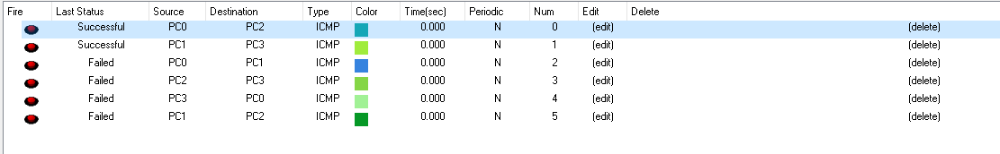 Fire Last Status Source Destination Type Color Time(sec) Periodic Num Edit Delete
Successful PC0 PC2 ICMP 0.000 N 0 (edit) (delete)
Successful PC1 PC3 ICMP 0.000 N 1 (edit) (delete)
Failed PC0 PC1 ICMP 0.000 N 2 (edit) (delete)
Failed PC2 PC3 ICMP 0.000 N 3 (edit) (delete)
Failed PC3 PC0 ICMP 0.000 N 4 (edit) (delete)
Failed PC1 PC2 ICMP 0.000 N 5 (edit) (delete)